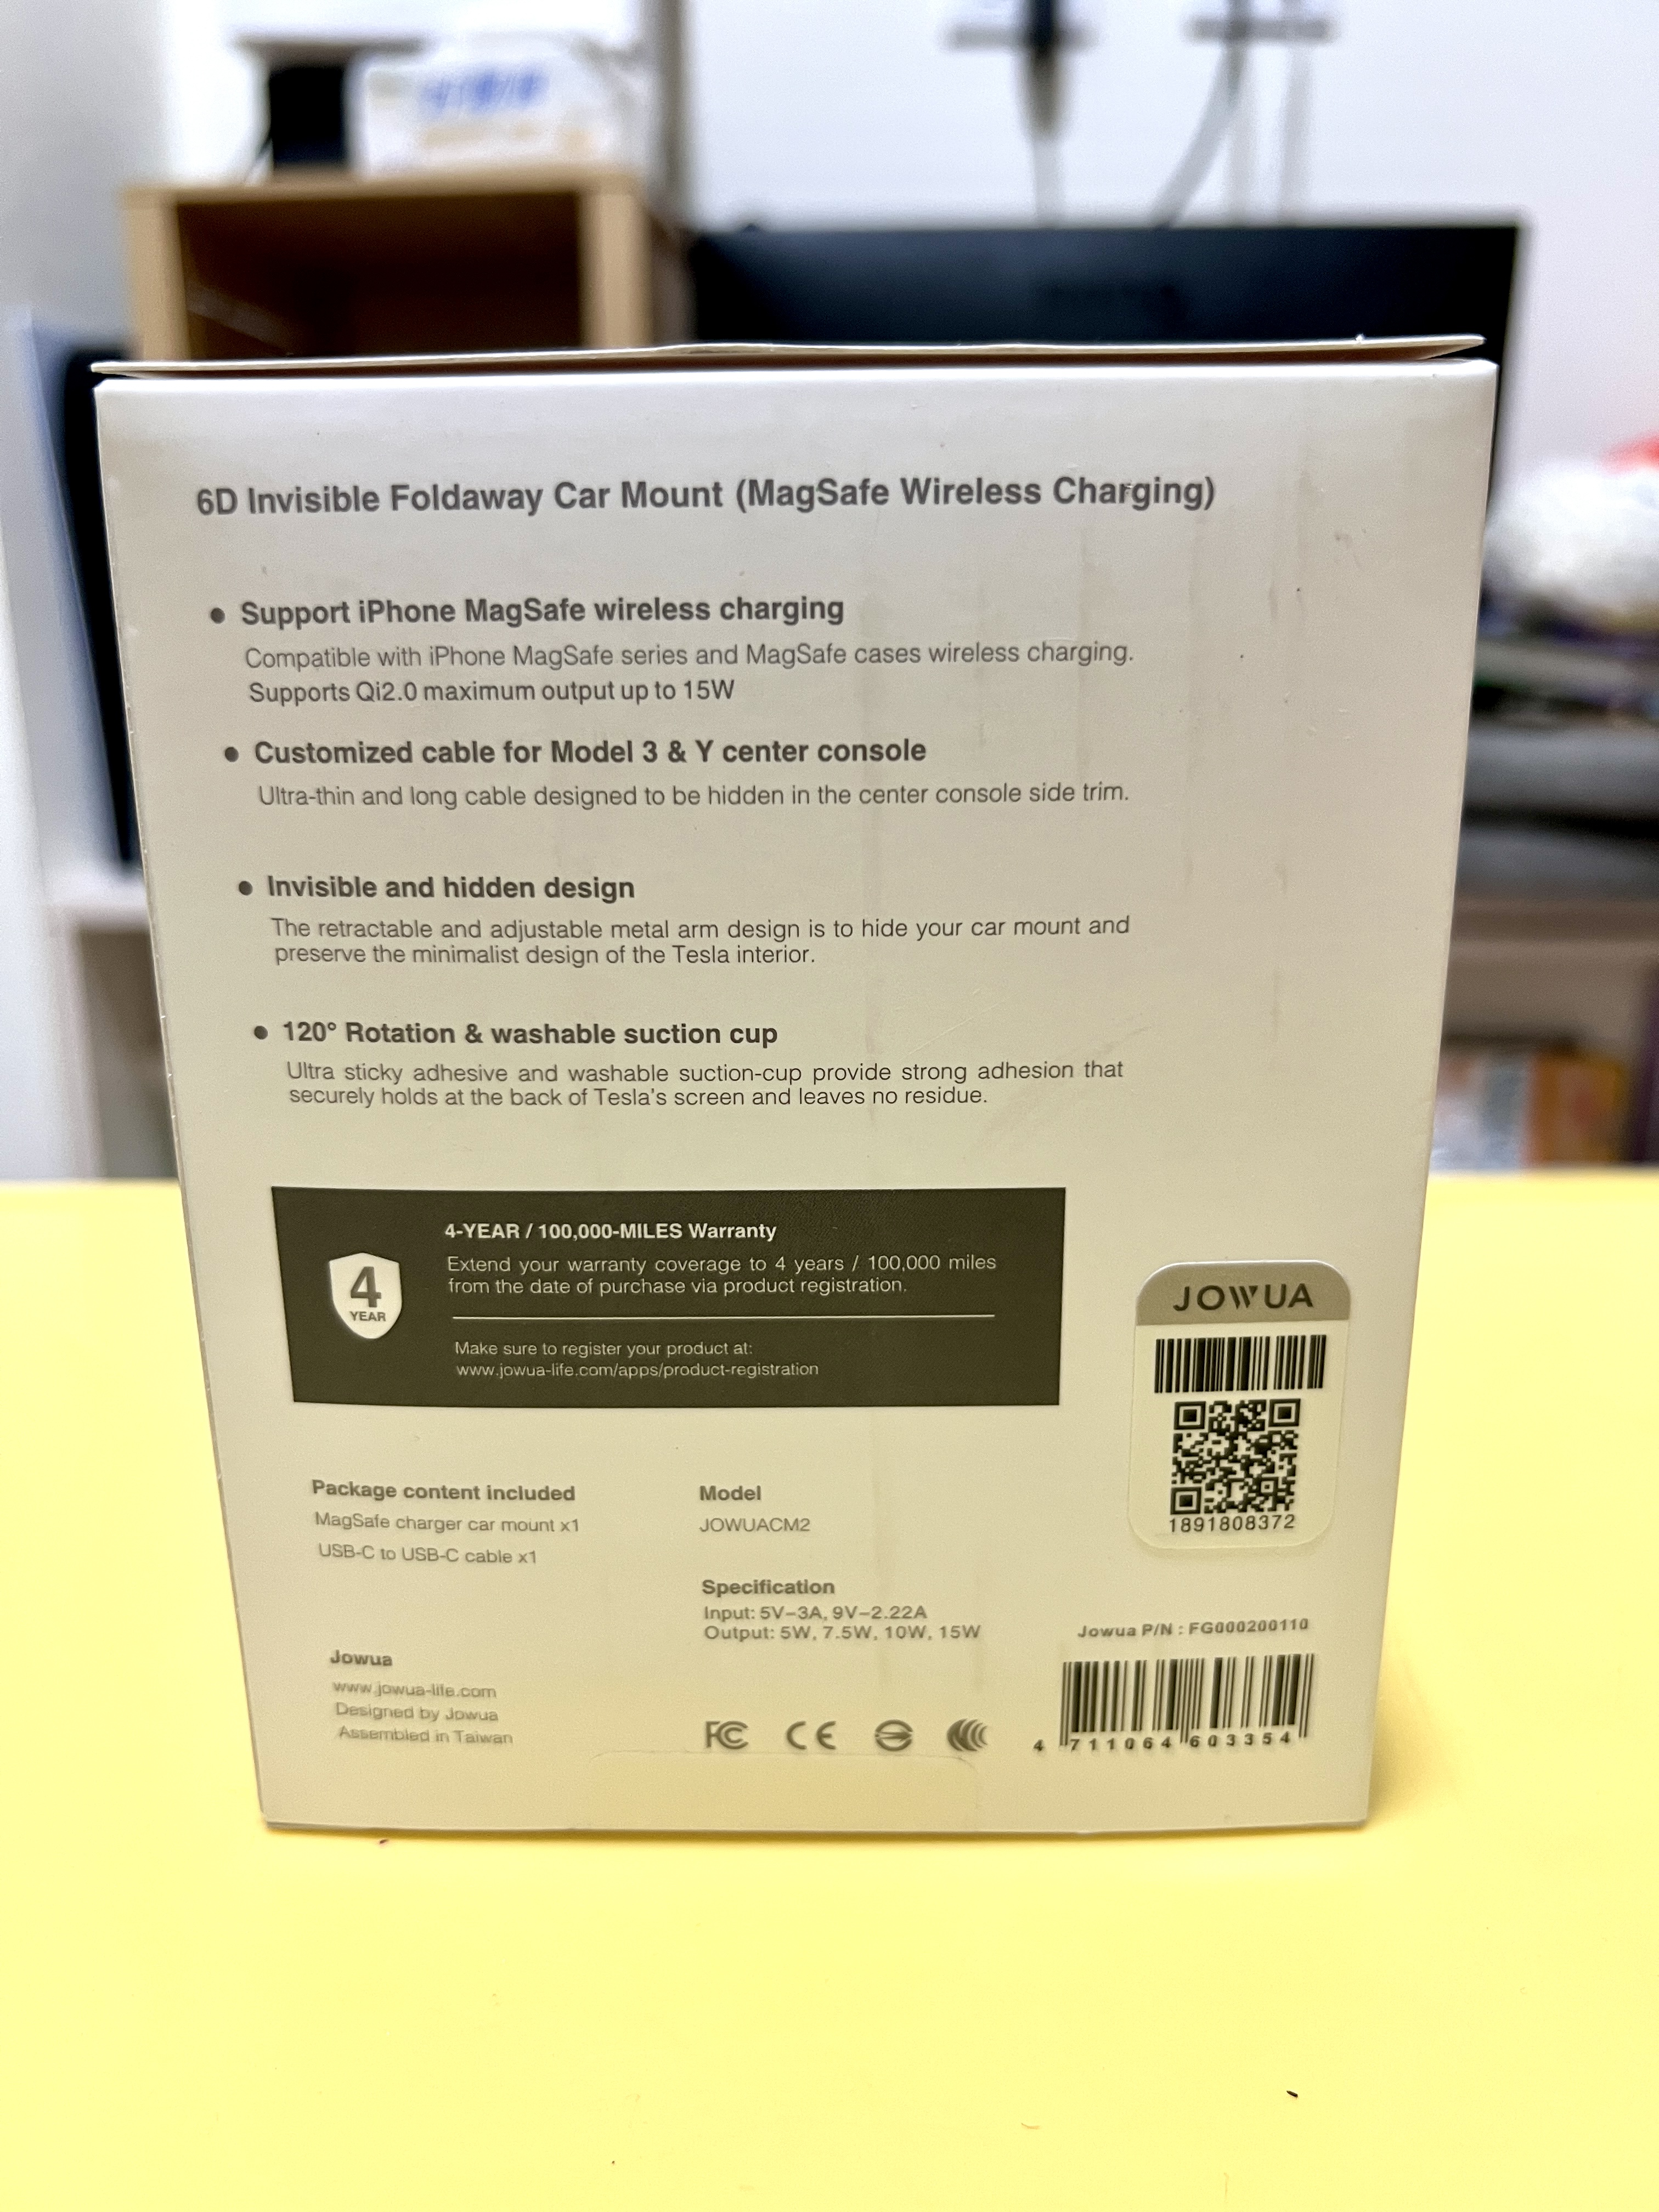 6D Invisible Foldaway Car Mount (MagSafe Wireless Charging)
● Support iPhone MagSafe wireless charging
Compatible with iPhone MagSafe series and MagSafe cases wireless charging.
Supports Qi2.0 maximum output up to 15W
● Customized cable for Model 3 & Y center console
Ultra-thin and long cable designed to be hidden in the center console side trim.
● Invisible and hidden design
The retractable and adjustable metal arm design is to hide your car mount and
preserve the minimalist design of the Tesla interior.
● 120° Rotation & washable suction cup
Ultra sticky adhesive and washable suction-cup provide strong adhesion that
securely holds at the back of Tesla's screen and leaves no residue.
4
YEAR
4-YEAR / 100,000-MILES Warranty
Extend your warranty coverage to 4 years / 100,000 miles
from the date of purchase via product registration.
Make sure to register your product at:
www.jowua-life.com/apps/product-registration
JOWUA
1891808372
Package content included
MagSafe charger car mount x1
USB-C to USB-C cable x1
Model
JOWUACM2
Specification
Input: 5V–3A, 9V–2.22A
Output: 5W, 7.5W, 10W, 15W
Jowua
www.jowua-life.com
Designed by Jowua
Assembled in Taiwan
FC CE
Jowua P/N : FG000200110
4 711064 603354